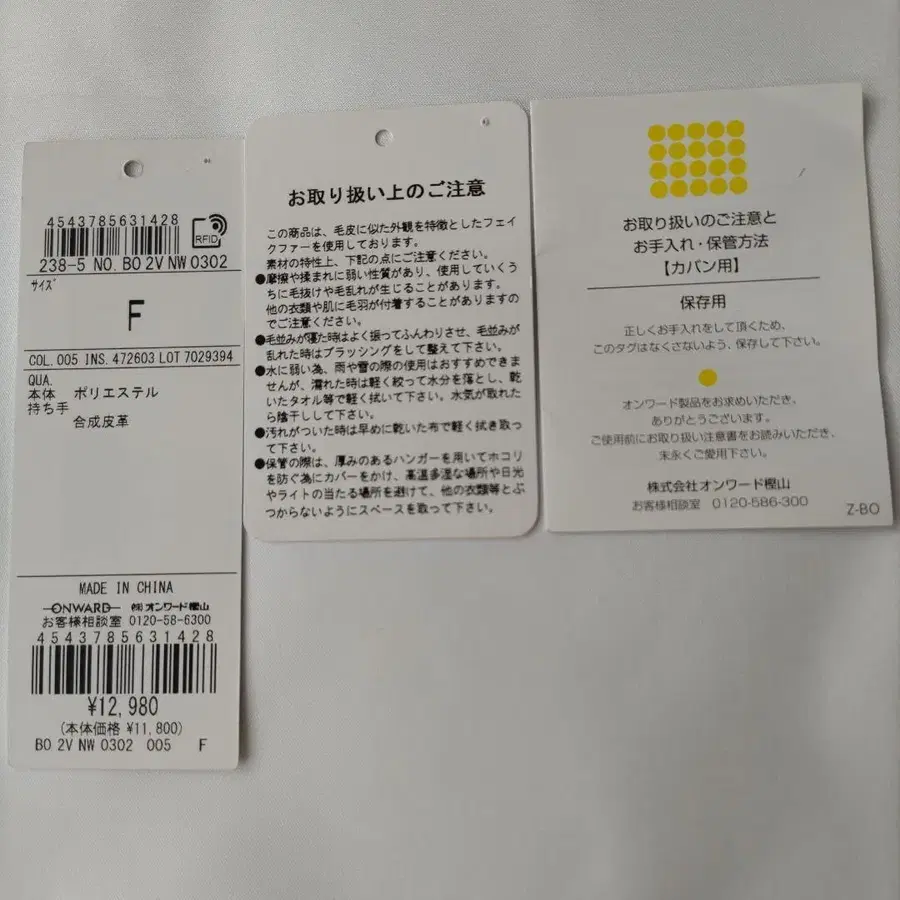 4543785631428
RFID
238-5 NO. BO 2V NW 0302
サイズ
F
COL. 005 INS. 472603 LOT 7029394
QUA.
本体 ポリエステル
持ち手
合成皮革
MADE IN CHINA
ONWARD ㈱オンワード樫山
お客様相談室 0120-58-6300
4543785631428
¥12,980
(本体価格 ¥11,800)
BO 2V NW 0302 005 F
お取り扱い上のご注意
この商品は、毛皮に似た外観を特徴としたフェイ
クファーを使用しております。
素材の特性上、下記の点にご注意ください。
●摩擦や揉まれに弱い性質があり、使用していくう
ちに毛抜けや毛乱れが生じることがあります。
他の衣類や肌に毛羽が付着することがありますの
でご注意ください。
●毛並みが寝た時はよく振ってふんわりさせ、毛並みが
乱れた時はブラッシングをして整えて下さい。
●水に弱い為、雨や雪の際の使用はおすすめできま
せんが、濡れた時は軽く絞って水分を落とし、乾
いたタオル等で軽く拭いて下さい。水気が取れた
ら陰干しして下さい。
●汚れがついた時は早めに乾いた布で軽く拭き取っ
て下さい。
●保管の際は、厚みのあるハンガーを用いてホコリ
を防ぐ為にカバーをかけ、高温多湿な場所や日光
やライトの当たる場所を避けて、他の衣類等とぶ
つからないようにスペースを取って下さい。
お取り扱いのご注意と
お手入れ・保管方法
【カバン用】
保存用
正しくお手入れをして頂くため、
このタグはなくさないよう、保存して下さい。
オンワード製品をお求めいただき、
ありがとうございます。
ご使用前にお取り扱い注意書をお読みいただき、
末永くご愛用下さい。
株式会社オンワード樫山
お客様相談室 0120-586-300
Z-BO